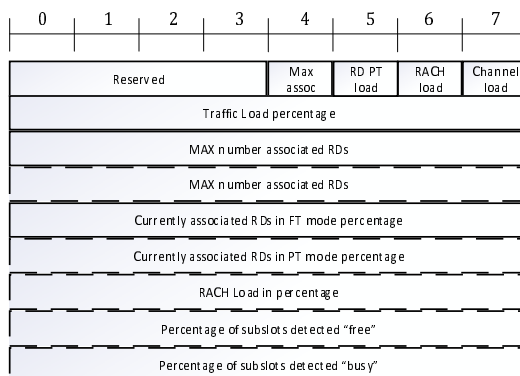 0 1 2 3 4 5 6 7
Reserved Max assoc RD PT load RACH load Channel load
Traffic Load percentage
MAX number associated RDs
MAX number associated RDs
Currently associated RDs in FT mode percentage
Currently associated RDs in PT mode percentage
RACH Load in percentage
Percentage of subslots detected “free”
Percentage of subslots detected “busy”